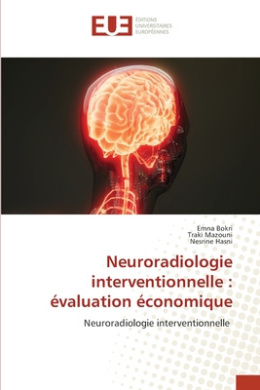 EUE
ÉDITIONS
UNIVERSITAIRES
EUROPÉENNES
Emna Bokri
Traki Mazouni
Nesrine Hasni
Neuroradiologie
interventionnelle :
évaluation économique
Neuroradiologie interventionnelle